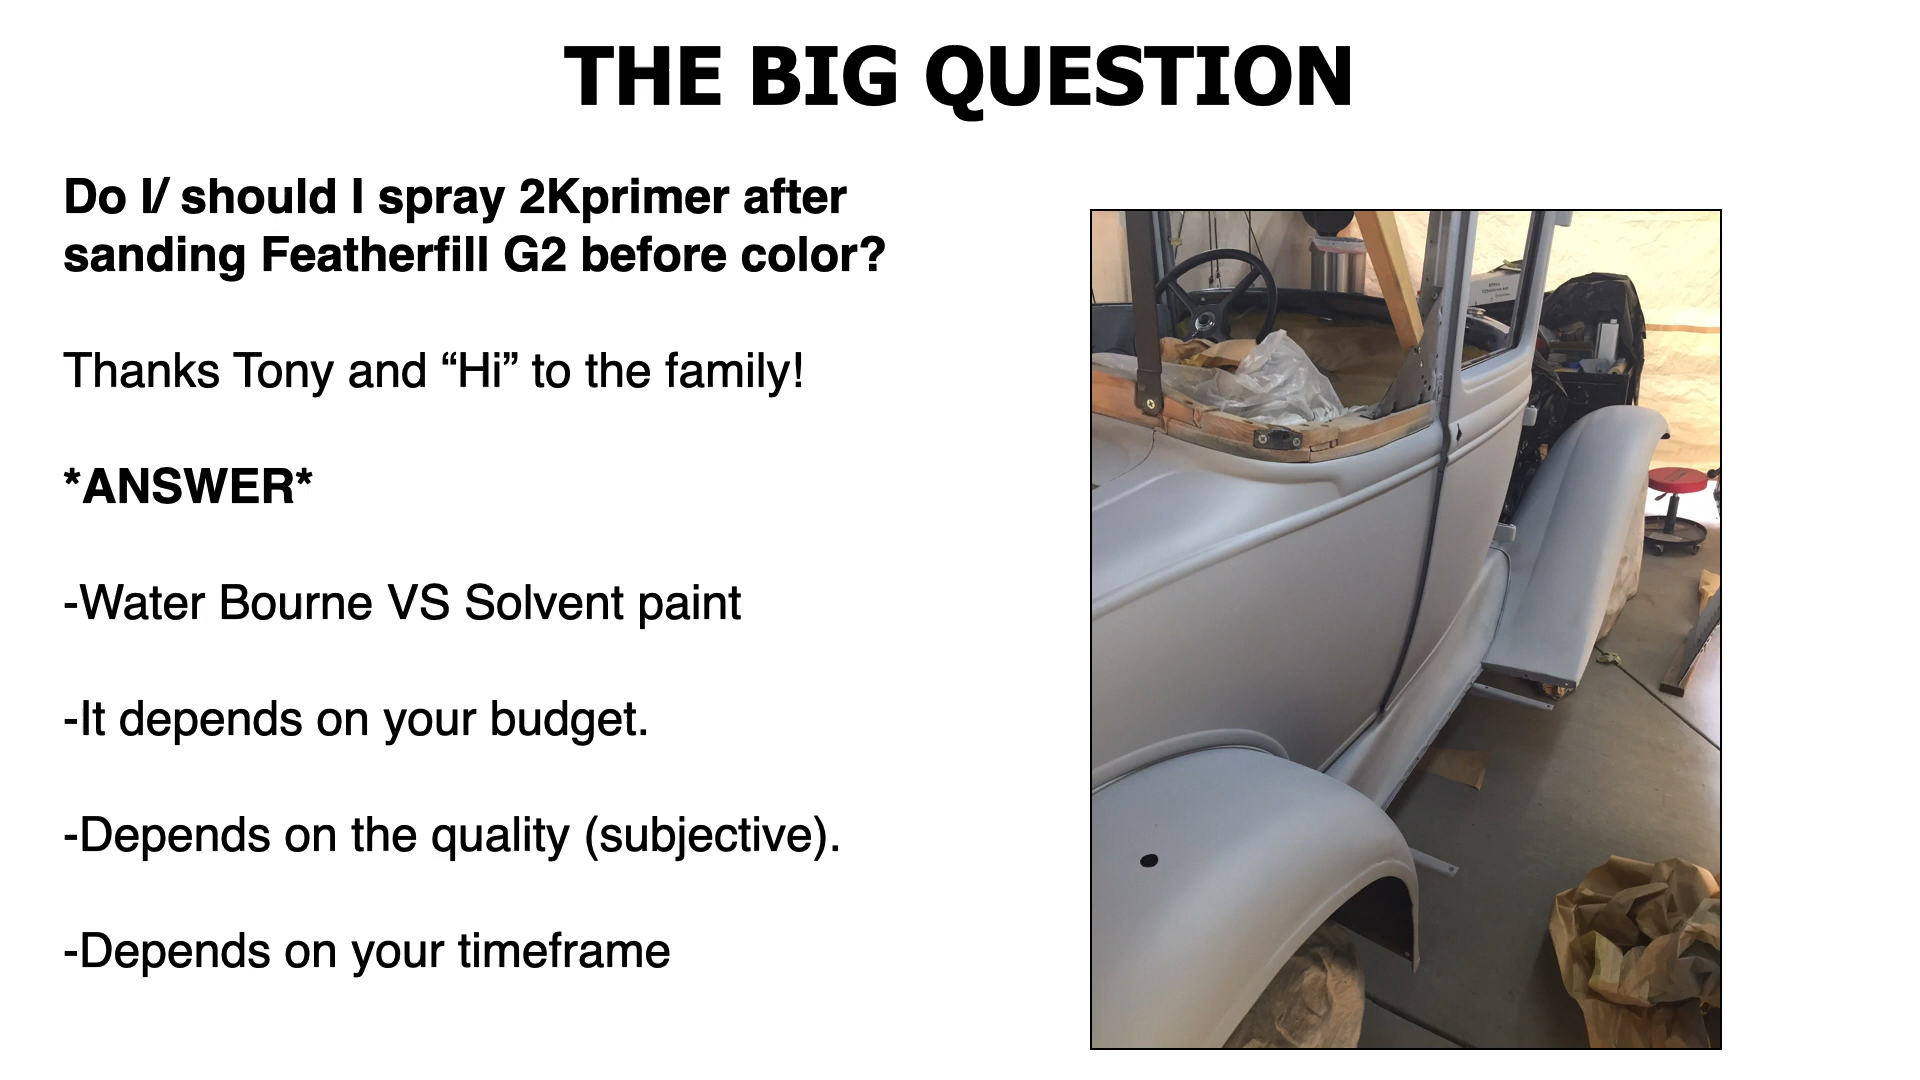 THE BIG QUESTION
Do I/ should I spray 2Kprimer after
sanding Featherfill G2 before color?
Thanks Tony and “Hi” to the family!
*ANSWER*
-Water Bourne VS Solvent paint
-It depends on your budget.
-Depends on the quality (subjective).
-Depends on your timeframe